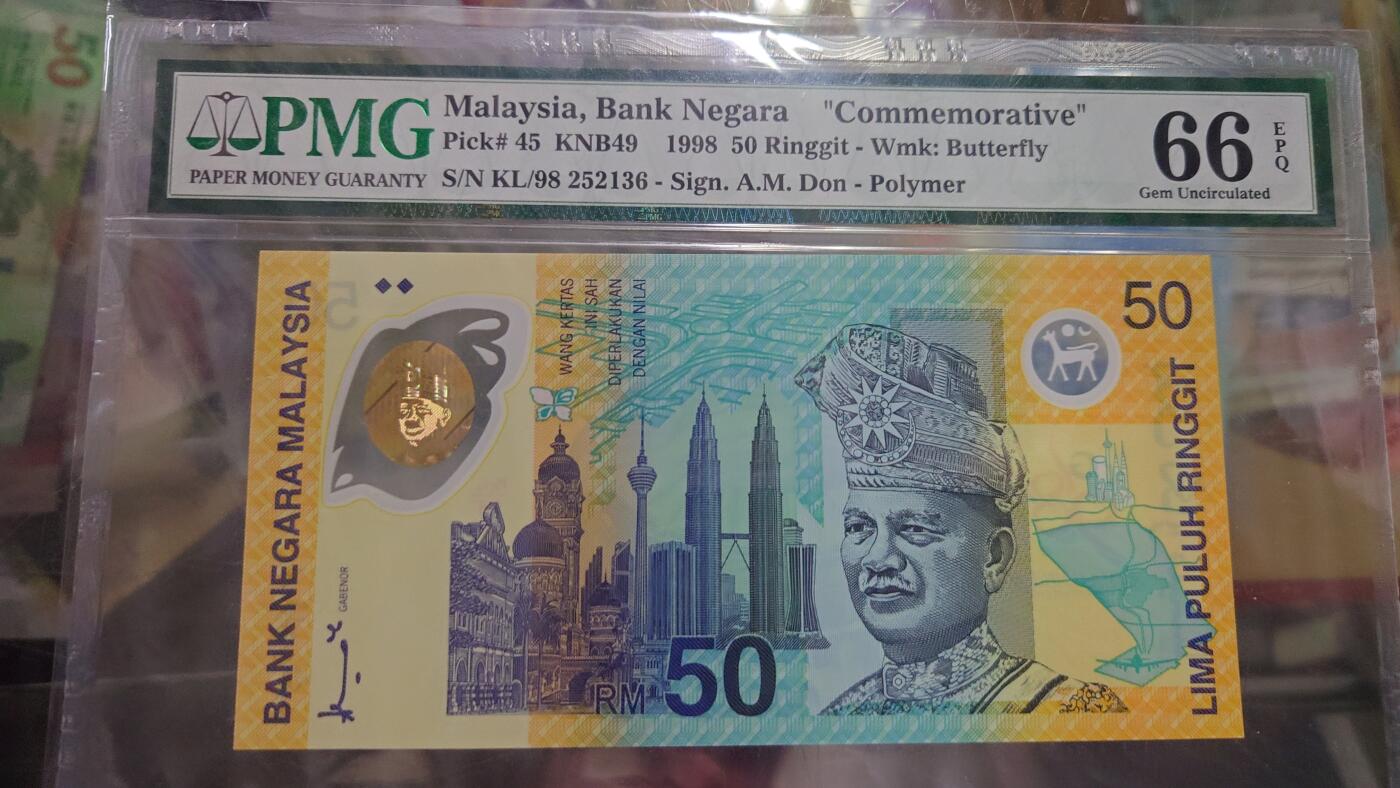 50
PMG
PAPER MONEY GUARANTY
Malaysia, Bank Negara "Commemorative"
Pick# 45 KNB49 1998 50 Ringgit - Wmk: Butterfly
S/N KL/98 252136 - Sign. A.M. Don - Polymer
66
EPQ
Gem Uncirculated
BANK NEGARA MALAYSIA
GABENOR
WANG KERTAS
INI SAH
DIPERLAKUKAN
DENGAN NILAI
RM 50
50
LIMA PULUH RINGGIT